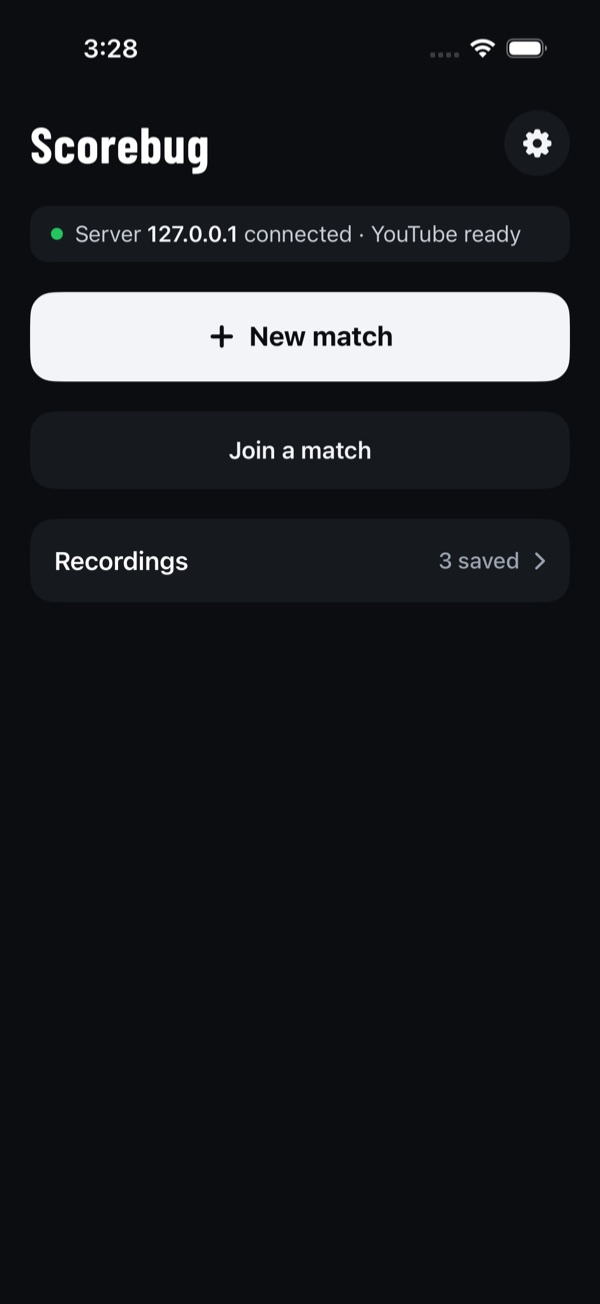 3:28
Scorebug
Server 127.0.0.1 connected · YouTube ready
New match
Join a match
Recordings 3 saved